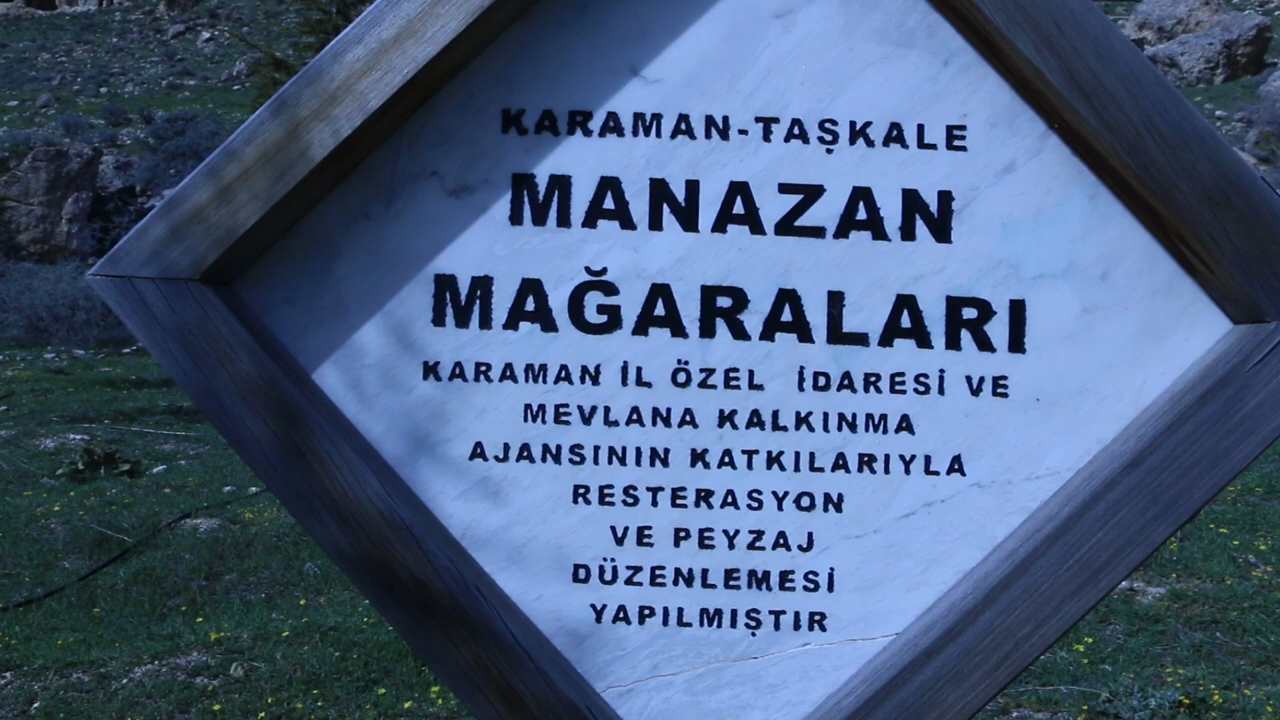 KARAMAN-TAŞKALE
MANAZAN
MAĞARALARI
KARAMAN İL ÖZEL İDARESİ VE
MEVLANA KALKINMA
AJANSININ KATKILARIYLA
RESTERASYON
VE PEYZAJ
DÜZENLEMESİ
YAPILMIŞTIR